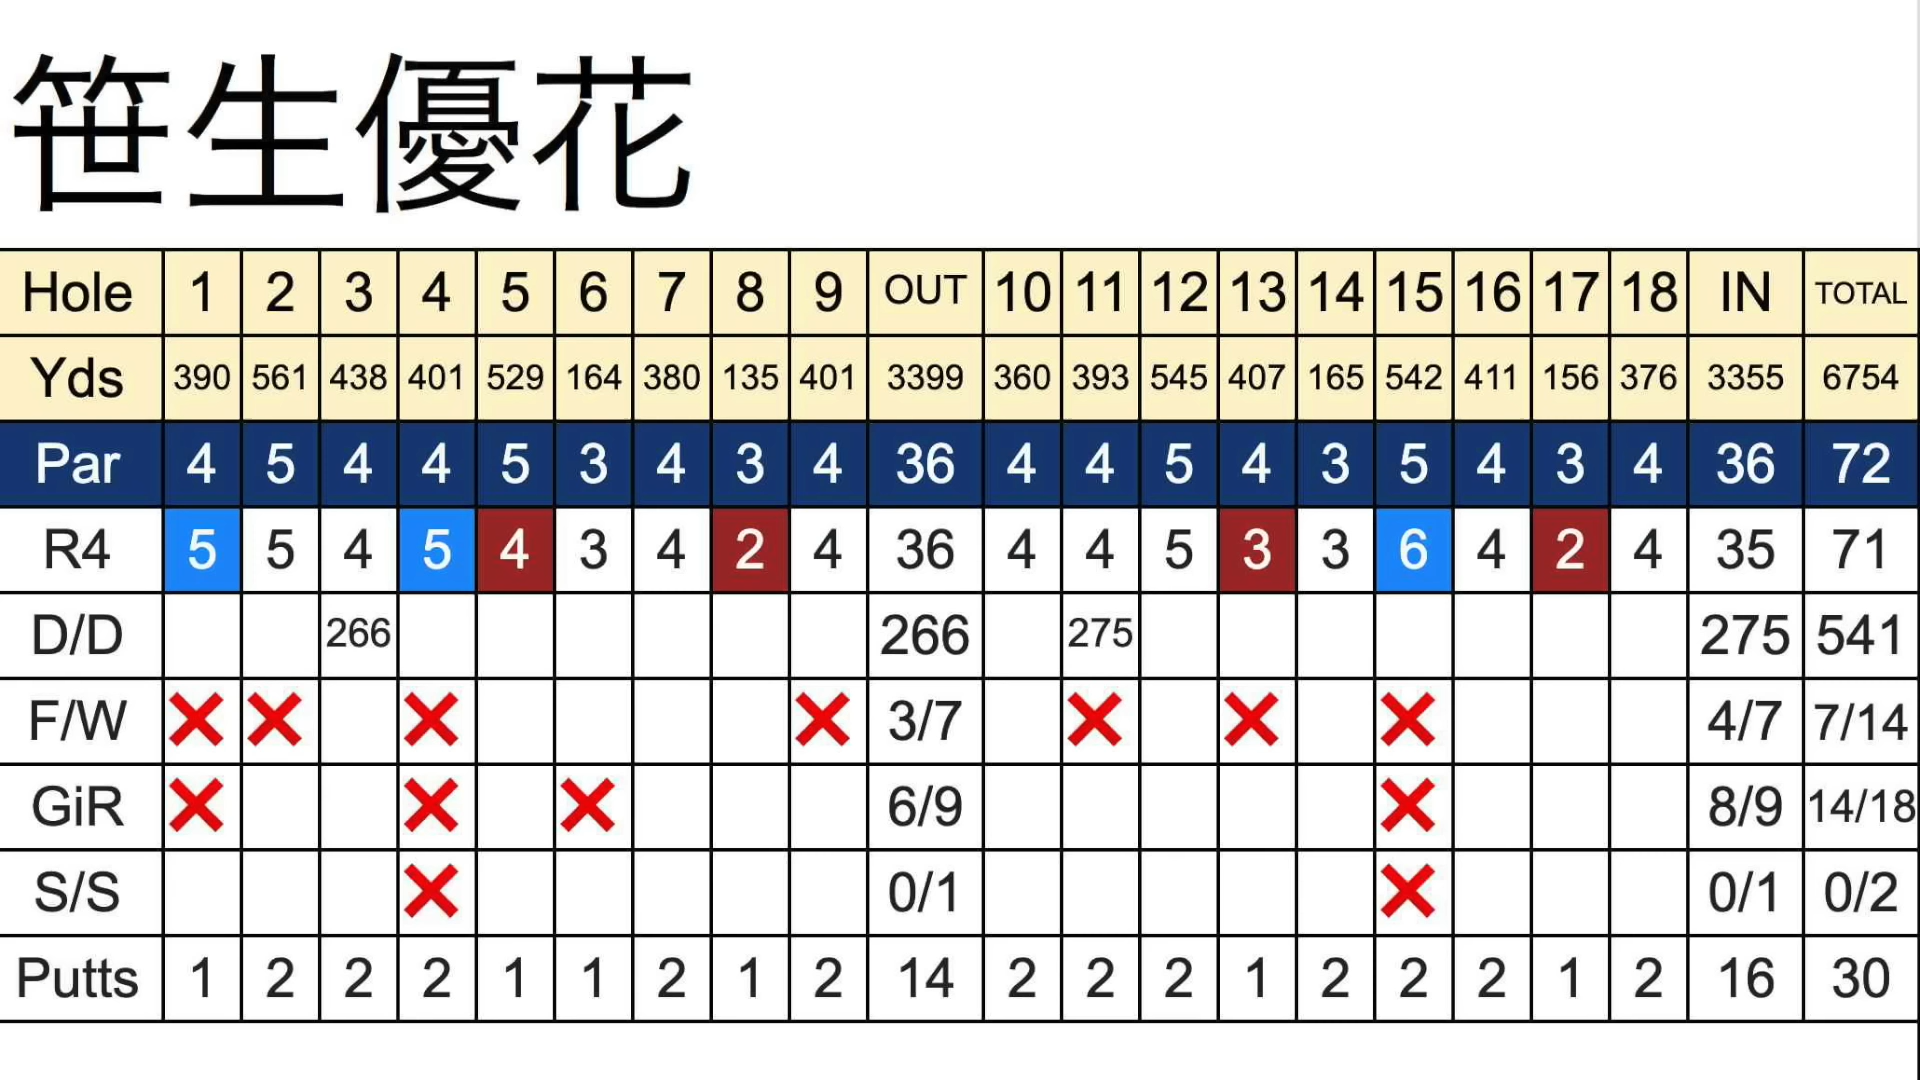 笹生優花
Hole 1 2 3 4 5 6 7 8 9 OUT 10 11 12 13 14 15 16 17 18 IN TOTAL
Yds 390 561 438 401 529 164 380 135 401 3399 360 393 545 407 165 542 411 156 376 3355 6754
Par 4 5 4 4 5 3 4 3 4 36 4 4 5 4 3 5 4 3 4 36 72
R4 5 5 4 5 4 3 4 2 4 36 4 4 5 3 3 6 4 2 4 35 71
D/D 266 266 275 275 541
F/W ❌ ❌ ❌ ❌ 3/7 ❌ ❌ ❌ 4/7 7/14
GiR ❌ ❌ ❌ 6/9 ❌ 8/9 14/18
S/S ❌ 0/1 ❌ 0/1 0/2
Putts 1 2 2 2 1 1 2 1 2 14 2 2 2 1 2 2 2 1 2 16 30